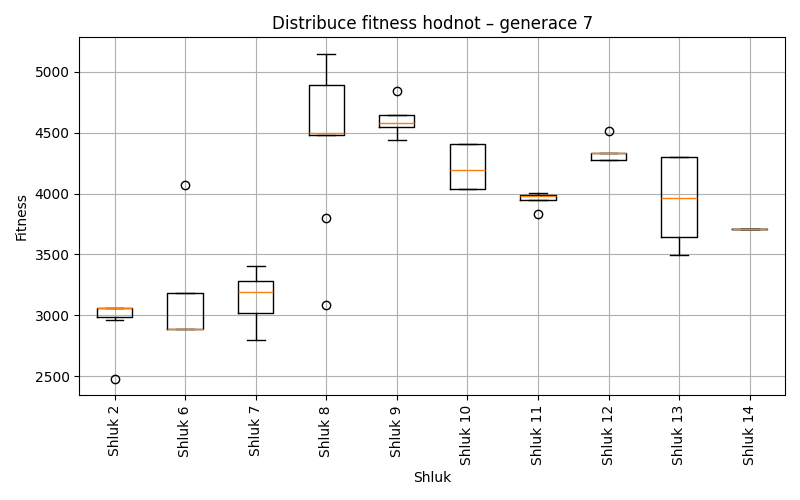 Distribuce fitness hodnot – generace 7
Fitness
5000
4500
4000
3500
3000
2500
Shluk 2
Shluk 6
Shluk 7
Shluk 8
Shluk 9
Shluk 10
Shluk 11
Shluk 12
Shluk 13
Shluk 14
Shluk